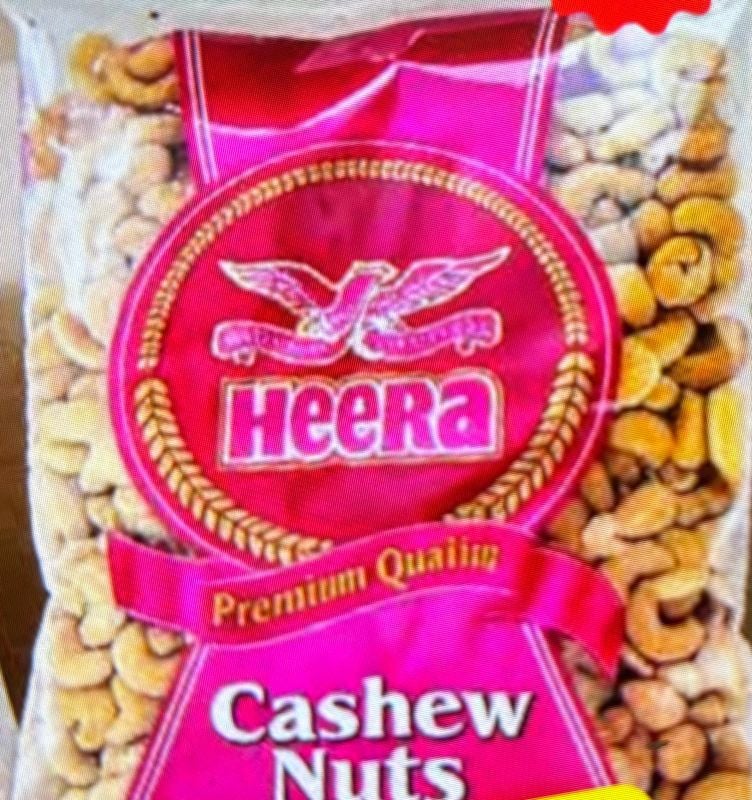 Heera
Premium Quality
Cashew
Nuts